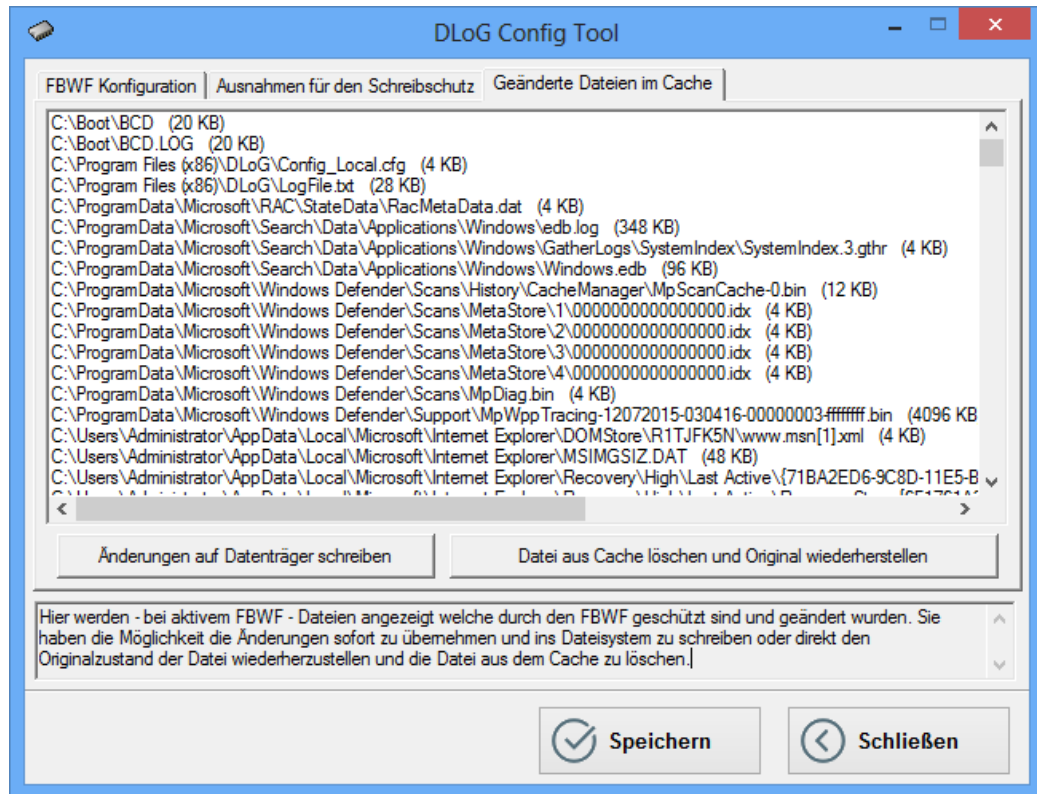 DLoG Config Tool
FBWF Konfiguration
Ausnahmen für den Schreibschutz
Geänderte Dateien im Cache
C:\Boot\BCD (20 KB)
C:\Boot\BCD.LOG (20 KB)
C:\Program Files (x86)\DLoG\Config_Local.cfg (4 KB)
C:\Program Files (x86)\DLoG\LogFile.txt (28 KB)
C:\ProgramData\Microsoft\RAC\StateData\RacMetaData.dat (4 KB)
C:\ProgramData\Microsoft\Search\Data\Applications\Windows\edb.log (348 KB)
C:\ProgramData\Microsoft\Search\Data\Applications\Windows\GatherLogs\SystemIndex\SystemIndex.3.gthr (4 KB)
C:\ProgramData\Microsoft\Search\Data\Applications\Windows\Windows.edb (96 KB)
C:\ProgramData\Microsoft\Windows Defender\Scans\History\CacheManager\MpScanCache-0.bin (12 KB)
C:\ProgramData\Microsoft\Windows Defender\Scans\MetaStore\1\0000000000000000.idx (4 KB)
C:\ProgramData\Microsoft\Windows Defender\Scans\MetaStore\2\0000000000000000.idx (4 KB)
C:\ProgramData\Microsoft\Windows Defender\Scans\MetaStore\3\0000000000000000.idx (4 KB)
C:\ProgramData\Microsoft\Windows Defender\Scans\MetaStore\4\0000000000000000.idx (4 KB)
C:\ProgramData\Microsoft\Windows Defender\Scans\MpDiag.bin (4 KB)
C:\ProgramData\Microsoft\Windows Defender\Support\MpWppTracing-12072015-030416-00000003-ffffffff.bin (4096 KB
C:\Users\Administrator\AppData\Local\Microsoft\Internet Explorer\DOMStore\R1TJFK5N\www.msn[1].xml (4 KB)
C:\Users\Administrator\AppData\Local\Microsoft\Internet Explorer\MSIMGSIZ.DAT (48 KB)
C:\Users\Administrator\AppData\Local\Microsoft\Internet Explorer\Recovery\High\Last Active\{71BA2ED6-9C8D-11E5-B
Änderungen auf Datenträger schreiben
Datei aus Cache löschen und Original wiederherstellen
Hier werden - bei aktivem FBWF - Dateien angezeigt welche durch den FBWF geschützt sind und geändert wurden. Sie
haben die Möglichkeit die Änderungen sofort zu übernehmen und ins Dateisystem zu schreiben oder direkt den
Originalzustand der Datei wiederherzustellen und die Datei aus dem Cache zu löschen.
Speichern
Schließen